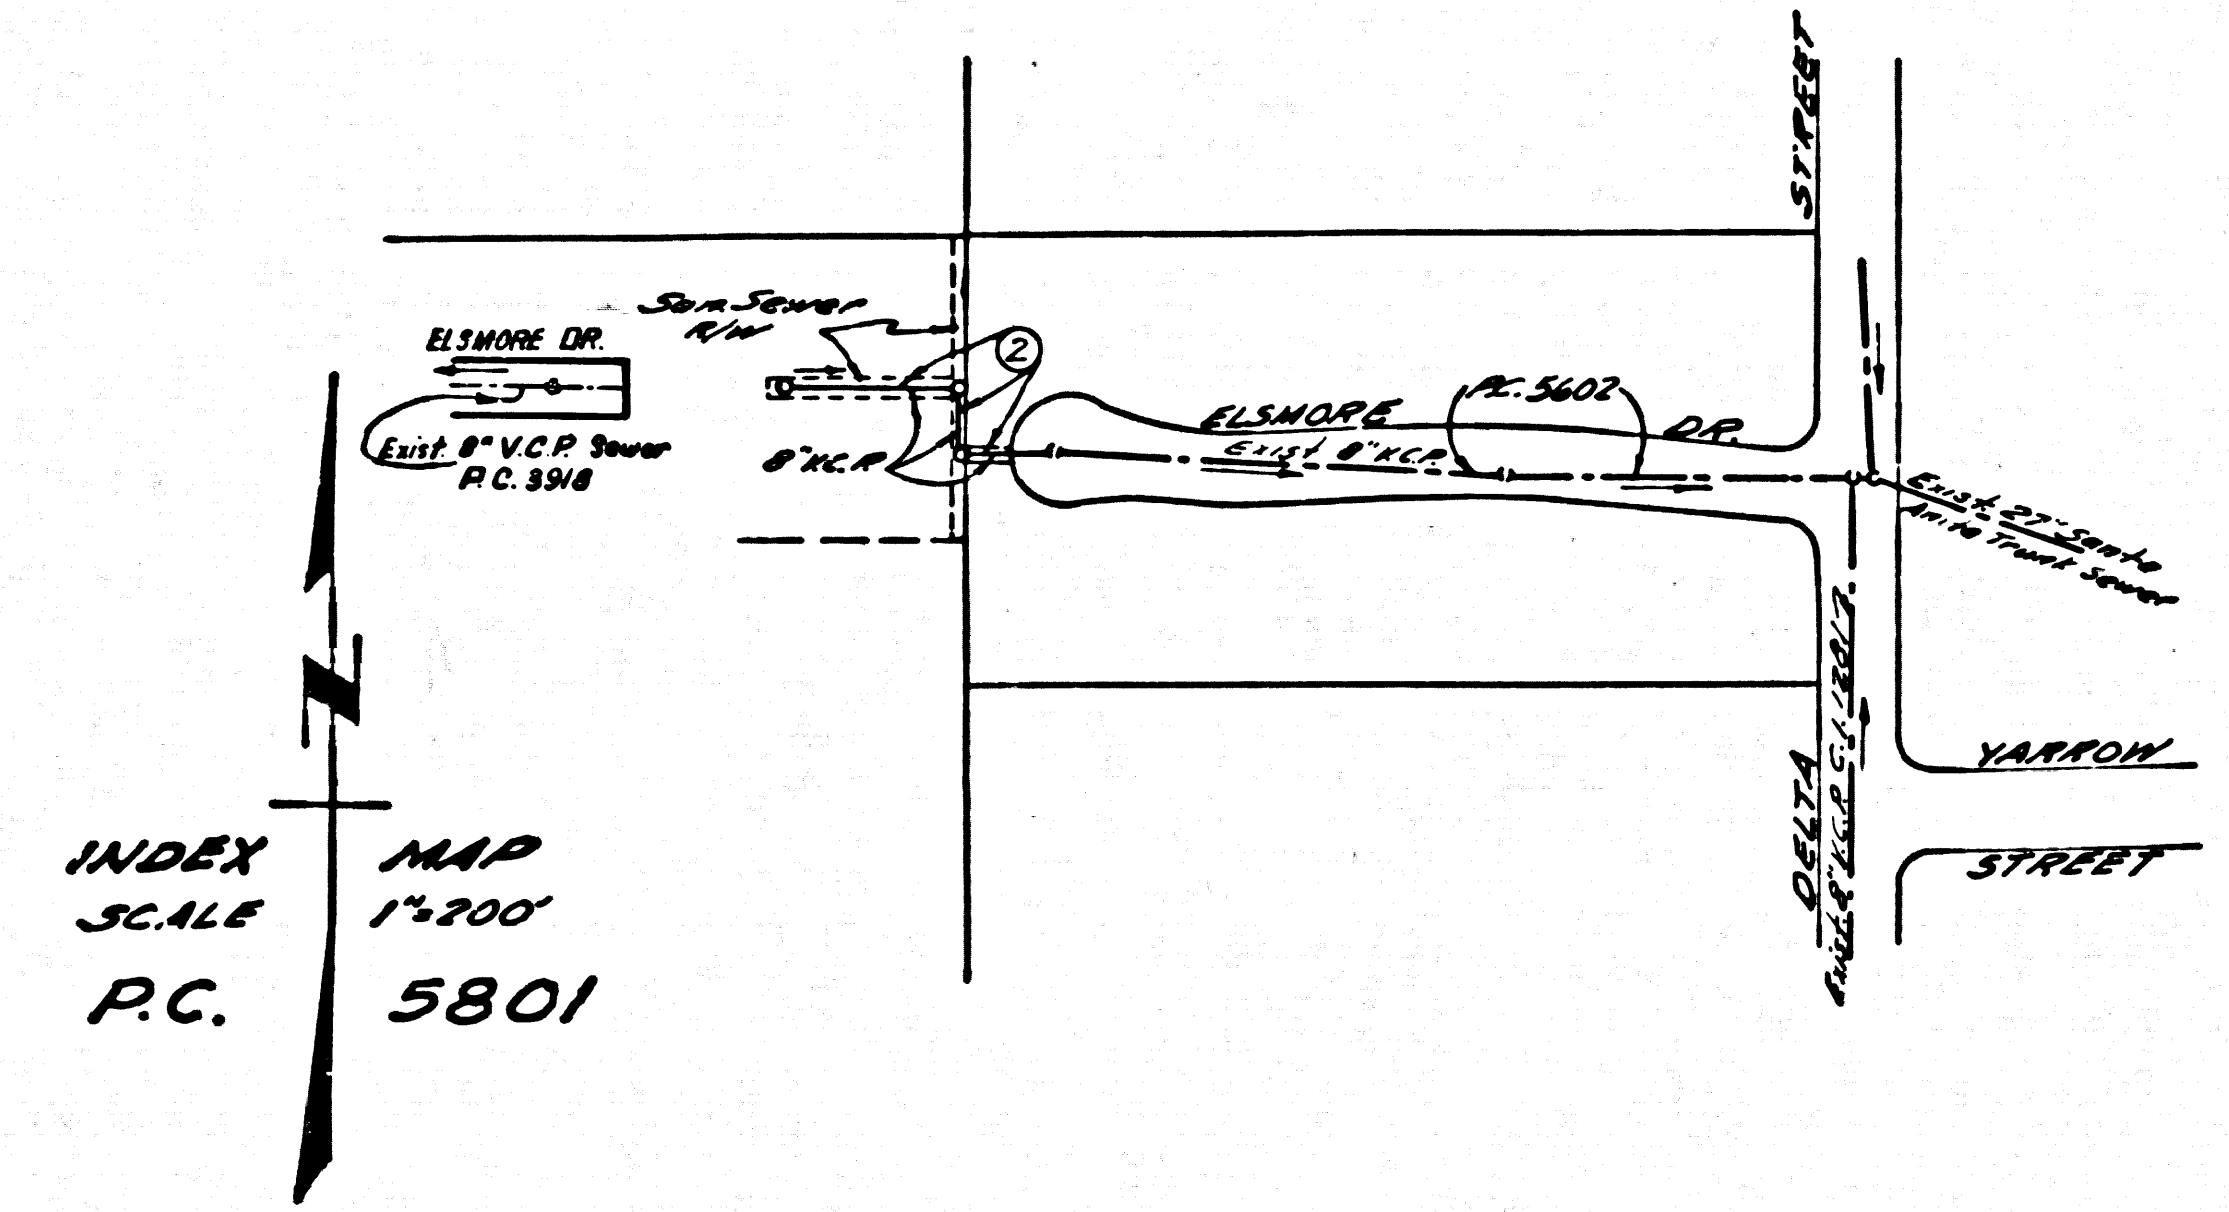 STREET
San Sewer
R/W
ELSMORE DR.
2
P.C. 5602
ELSMORE DR.
Exist. 8" V.C.P. Sewer
P.C. 3918
8" K.C.P.
Exist. 8" K.C.P.
Exist. 27" Santa
Anita Trunk Sewer
DELTA
Exist. 8" V.C.P. C.I. 12817.
YARROW
STREET
N
INDEX MAP
SCALE 1"=200'
P.C. 5801